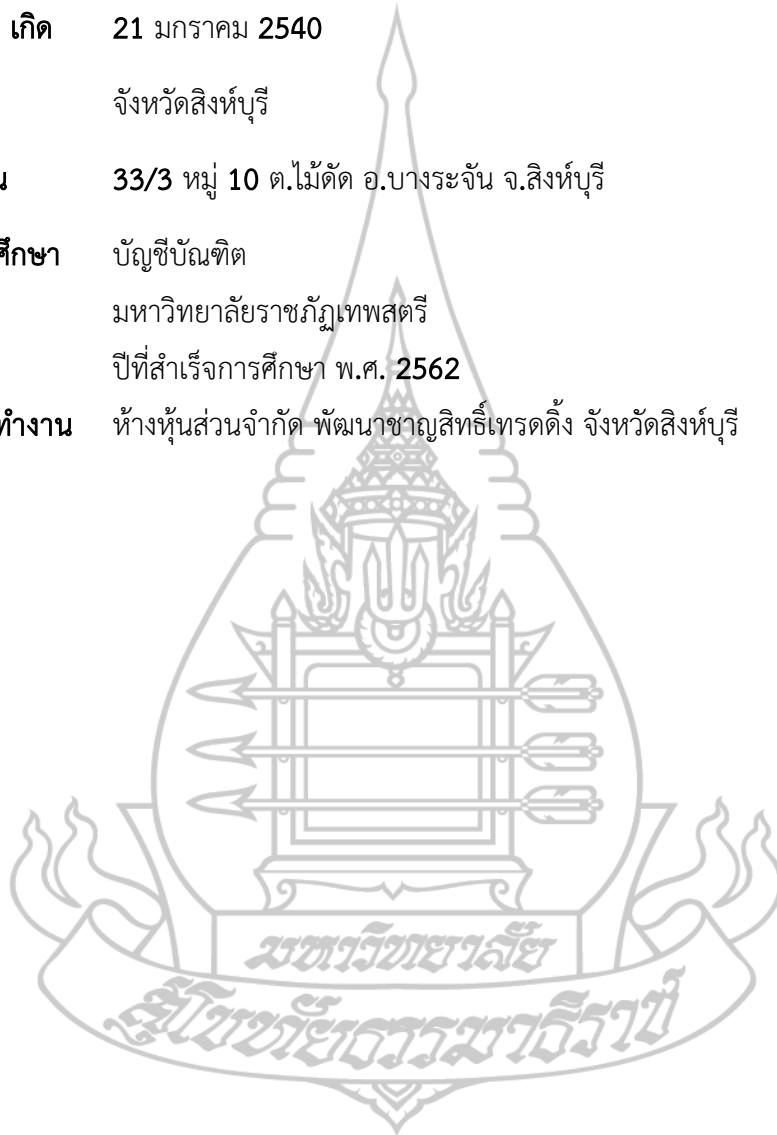 เกิด 21 มกราคม 2540
จังหวัดสิงห์บุรี
33/3 หมู่ 10 ต.ไม้ดัด อ.บางระจัน จ.สิงห์บุรี
ศึกษา บัญชีบัณฑิต
มหาวิทยาลัยราชภัฏเทพสตรี
ปีที่สำเร็จการศึกษา พ.ศ. 2562
ทำงาน ห้างหุ้นส่วนจำกัด พัฒนาชาญสิทธิ์เทรดดิ้ง จังหวัดสิงห์บุรี
มหาวิทยาลัย
สุโขทัยธรรมาธิราช